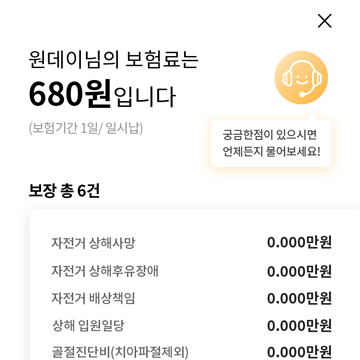 원데이님의 보험료는
680원입니다
(보험기간 1일/ 일시납)
궁금한점이 있으시면
언제든지 물어보세요!
보장 총 6건
자전거 상해사망 0.000만원
자전거 상해후유장애 0.000만원
자전거 배상책임 0.000만원
상해 입원일당 0.000만원
골절진단비(치아파절제외) 0.000만원